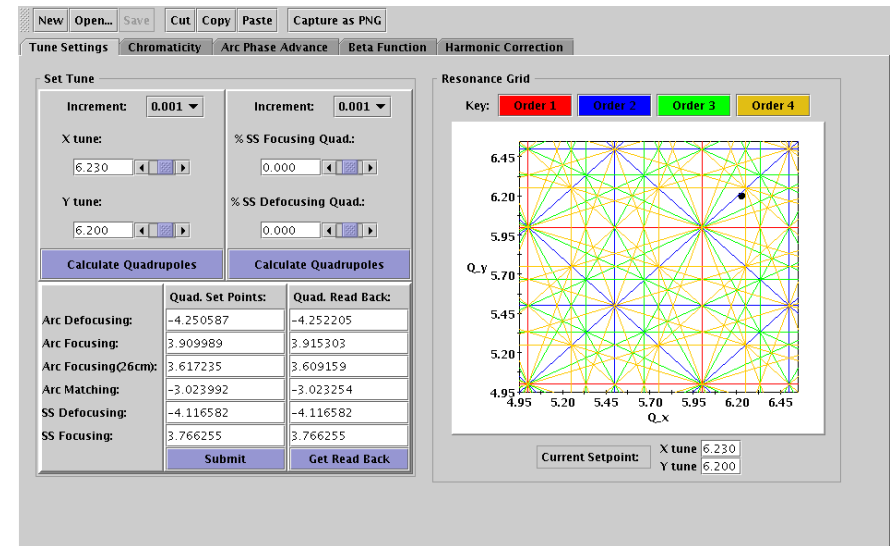 New Open... Save Cut Copy Paste Capture as PNG
Tune Settings Chromaticity Arc Phase Advance Beta Function Harmonic Correction
Set Tune
Increment: 0.001 Increment: 0.001
X tune: % SS Focusing Quad.:
6.230 0.000
Y tune: % SS Defocusing Quad.:
6.200 0.000
Calculate Quadrupoles Calculate Quadrupoles
Quad. Set Points: Quad. Read Back:
Arc Defocusing: -4.250587 -4.252205
Arc Focusing: 3.909989 3.915303
Arc Focusing(26cm): 3.617235 3.609159
Arc Matching: -3.023992 -3.023254
SS Defocusing: -4.116582 -4.116582
SS Focusing: 3.766255 3.766255
Submit Get Read Back
Resonance Grid
Key: Order 1 Order 2 Order 3 Order 4
6.45
6.20
5.95
Q_y 5.70
5.45
5.20
4.95
4.95 5.20 5.45 5.70 5.95 6.20 6.45
Q_x
Current Setpoint: X tune 6.230
Y tune 6.200